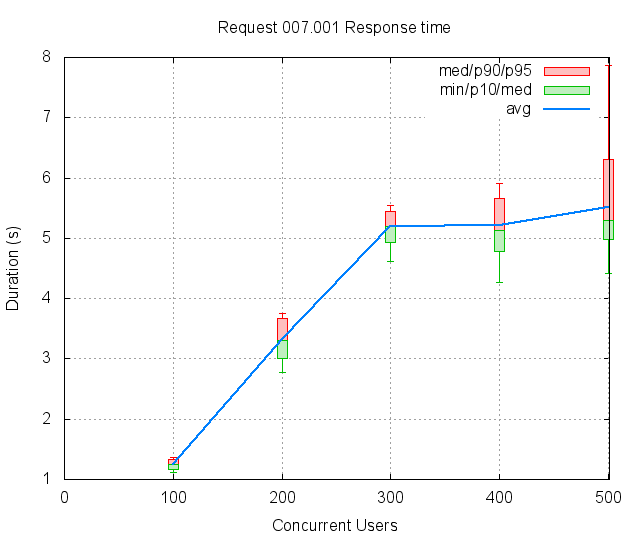 Request 007.001 Response time
med/p90/p95
min/p10/med
avg
8
7
6
5
4
3
2
1
Duration (s)
0 100 200 300 400 500
Concurrent Users